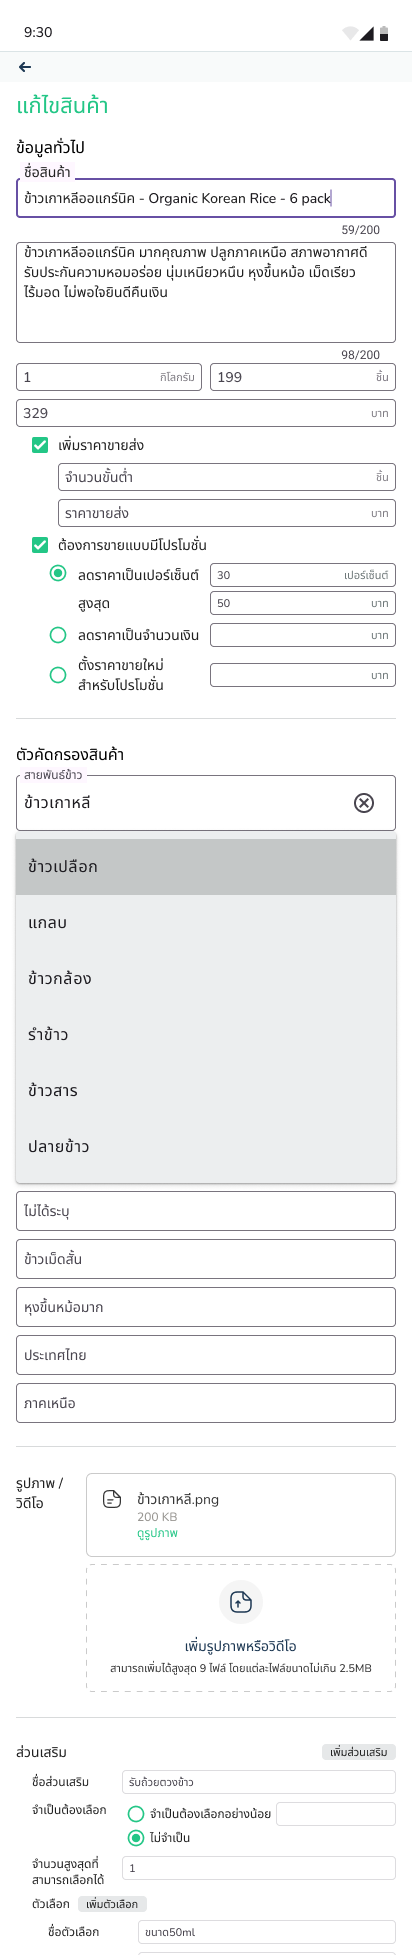 9:30
แก้ไขสินค้า
ข้อมูลทั่วไป
ชื่อสินค้า
ข้าวเกาหลีออแกร์นิค - Organic Korean Rice - 6 pack
59/200
ข้าวเกาหลีออแกร์นิค มากคุณภาพ ปลูกภาคเหนือ สภาพอากาศดี
รับประกันความหอมอร่อย นุ่มเหนียวหนึบ หุงขึ้นหม้อ เม็ดเรียว
ไร้มอด ไม่พอใจยินดีคืนเงิน
98/200
1 กิโลกรัม 199 ชิ้น
329 บาท
เพิ่มราคาขายส่ง
จำนวนขั้นต่ำ ชิ้น
ราคาขายส่ง บาท
ต้องการขายแบบมีโปรโมชั่น
ลดราคาเป็นเปอร์เซ็นต์ 30 เปอร์เซ็นต์
สูงสุด 50 บาท
ลดราคาเป็นจำนวนเงิน บาท
ตั้งราคาขายใหม่
สำหรับโปรโมชั่น บาท
ตัวคัดกรองสินค้า
สายพันธ์ข้าว
ข้าวเกาหลี
ข้าวเปลือก
แกลบ
ข้าวกล้อง
รำข้าว
ข้าวสาร
ปลายข้าว
ไม่ได้ระบุ
ข้าวเม็ดสั้น
หุงขึ้นหม้อมาก
ประเทศไทย
ภาคเหนือ
รูปภาพ /
วิดีโอ
ข้าวเกาหลี.png
200 KB
ดูรูปภาพ
เพิ่มรูปภาพหรือวิดีโอ
สามารถเพิ่มได้สูงสุด 9 ไฟล์ โดยแต่ละไฟล์ขนาดไม่เกิน 2.5MB
ส่วนเสริม เพิ่มส่วนเสริม
ชื่อส่วนเสริม รับถ้วยตวงข้าว
จำเป็นต้องเลือก จำเป็นต้องเลือกอย่างน้อย
ไม่จำเป็น
จำนวนสูงสุดที่
สามารถเลือกได้ 1
ตัวเลือก เพิ่มตัวเลือก
ชื่อตัวเลือก ขนาด50ml